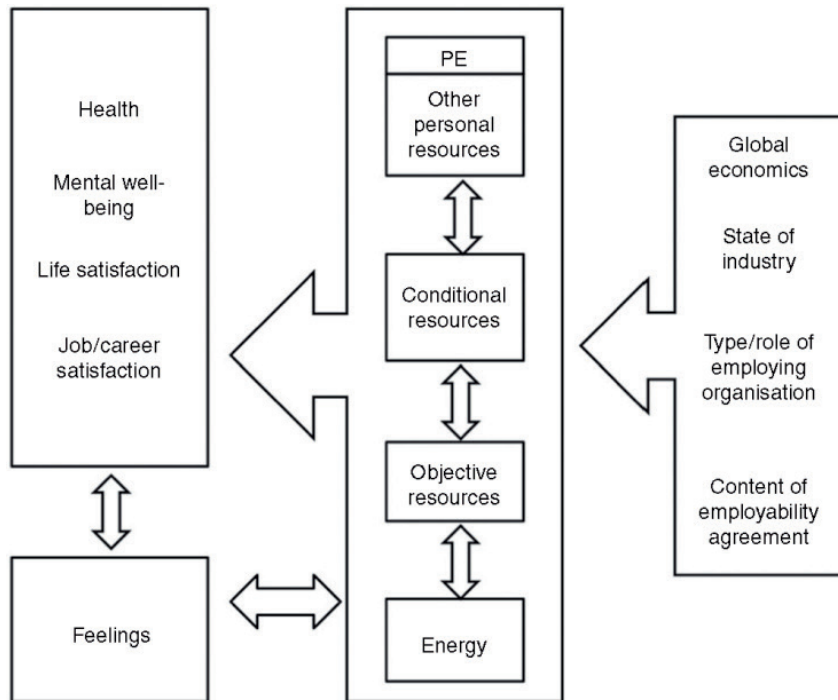 Health
Mental well-
being
Life satisfaction
Job/career
satisfaction
Feelings
PE
Other
personal
resources
Conditional
resources
Objective
resources
Energy
Global
economics
State of
industry
Type/role of
employing
organisation
Content of
employability
agreement